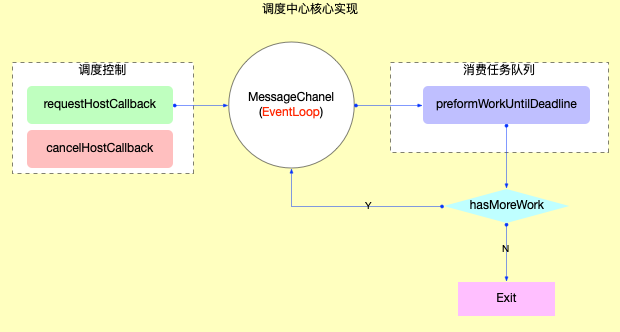 调度中心核心实现
调度控制
requestHostCallback
cancelHostCallback
MessageChanel
(EventLoop)
消费任务队列
preformWorkUntilDeadline
hasMoreWork
Y
N
Exit